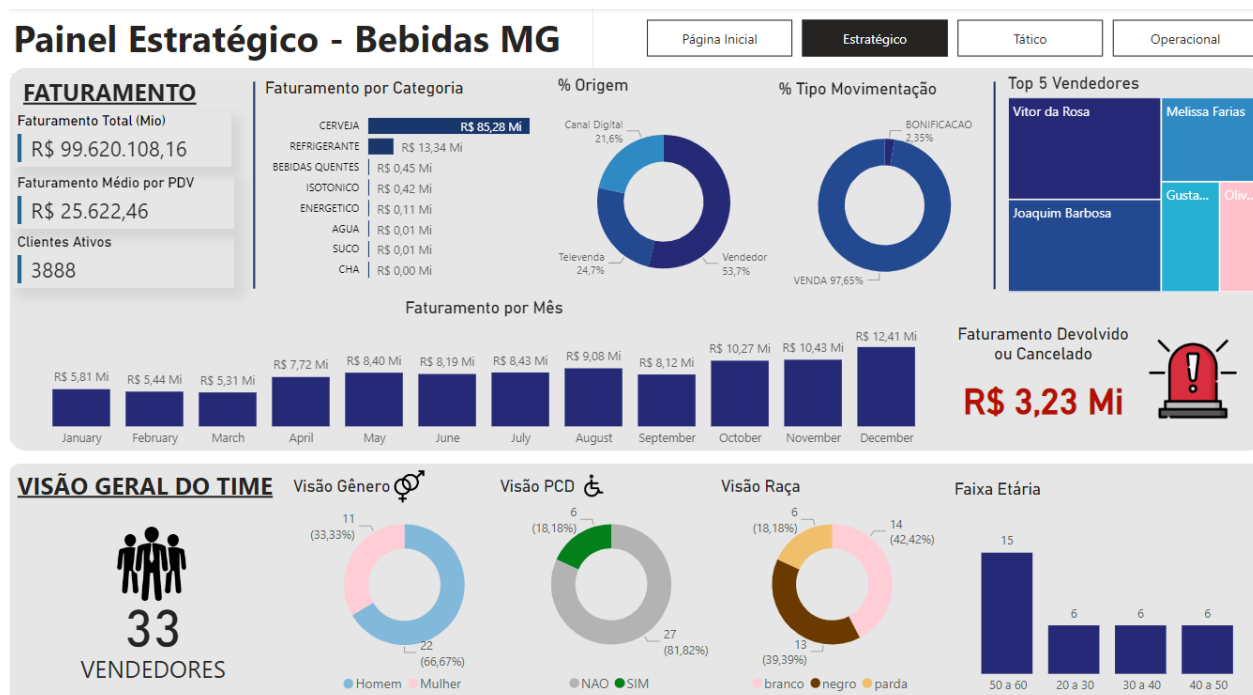 Painel Estratégico - Bebidas MG
Página Inicial
Estratégico
Tático
Operacional
FATURAMENTO
Faturamento Total (Mio)
R$ 99.620.108,16
Faturamento Médio por PDV
R$ 25.622,46
Clientes Ativos
3888
Faturamento por Categoria
CERVEJA R$ 85,28 Mi
REFRIGERANTE R$ 13,34 Mi
BEBIDAS QUENTES R$ 0,45 Mi
ISOTONICO R$ 0,42 Mi
ENERGETICO R$ 0,11 Mi
AGUA R$ 0,01 Mi
SUCO R$ 0,01 Mi
CHA R$ 0,00 Mi
% Origem
Canal Digital
21,6%
Televenda
24,7%
Vendedor
53,7%
% Tipo Movimentação
BONIFICACAO
2,35%
VENDA 97,65%
Top 5 Vendedores
Vitor da Rosa
Melissa Farias
Joaquim Barbosa
Gusta...
Oliv...
Faturamento por Mês
R$ 5,81 Mi
R$ 5,44 Mi
R$ 5,31 Mi
R$ 7,72 Mi
R$ 8,40 Mi
R$ 8,19 Mi
R$ 8,43 Mi
R$ 9,08 Mi
R$ 8,12 Mi
R$ 10,27 Mi
R$ 10,43 Mi
R$ 12,41 Mi
January
February
March
April
May
June
July
August
September
October
November
December
Faturamento Devolvido
ou Cancelado
R$ 3,23 Mi
VISÃO GERAL DO TIME
33
VENDEDORES
Visão Gênero
11
(33,33%)
22
(66,67%)
Homem Mulher
Visão PCD
6
(18,18%)
27
(81,82%)
NAO SIM
Visão Raça
6
(18,18%)
14
(42,42%)
13
(39,39%)
branco negro parda
Faixa Etária
15
6
6
6
50 a 60
20 a 30
30 a 40
40 a 50